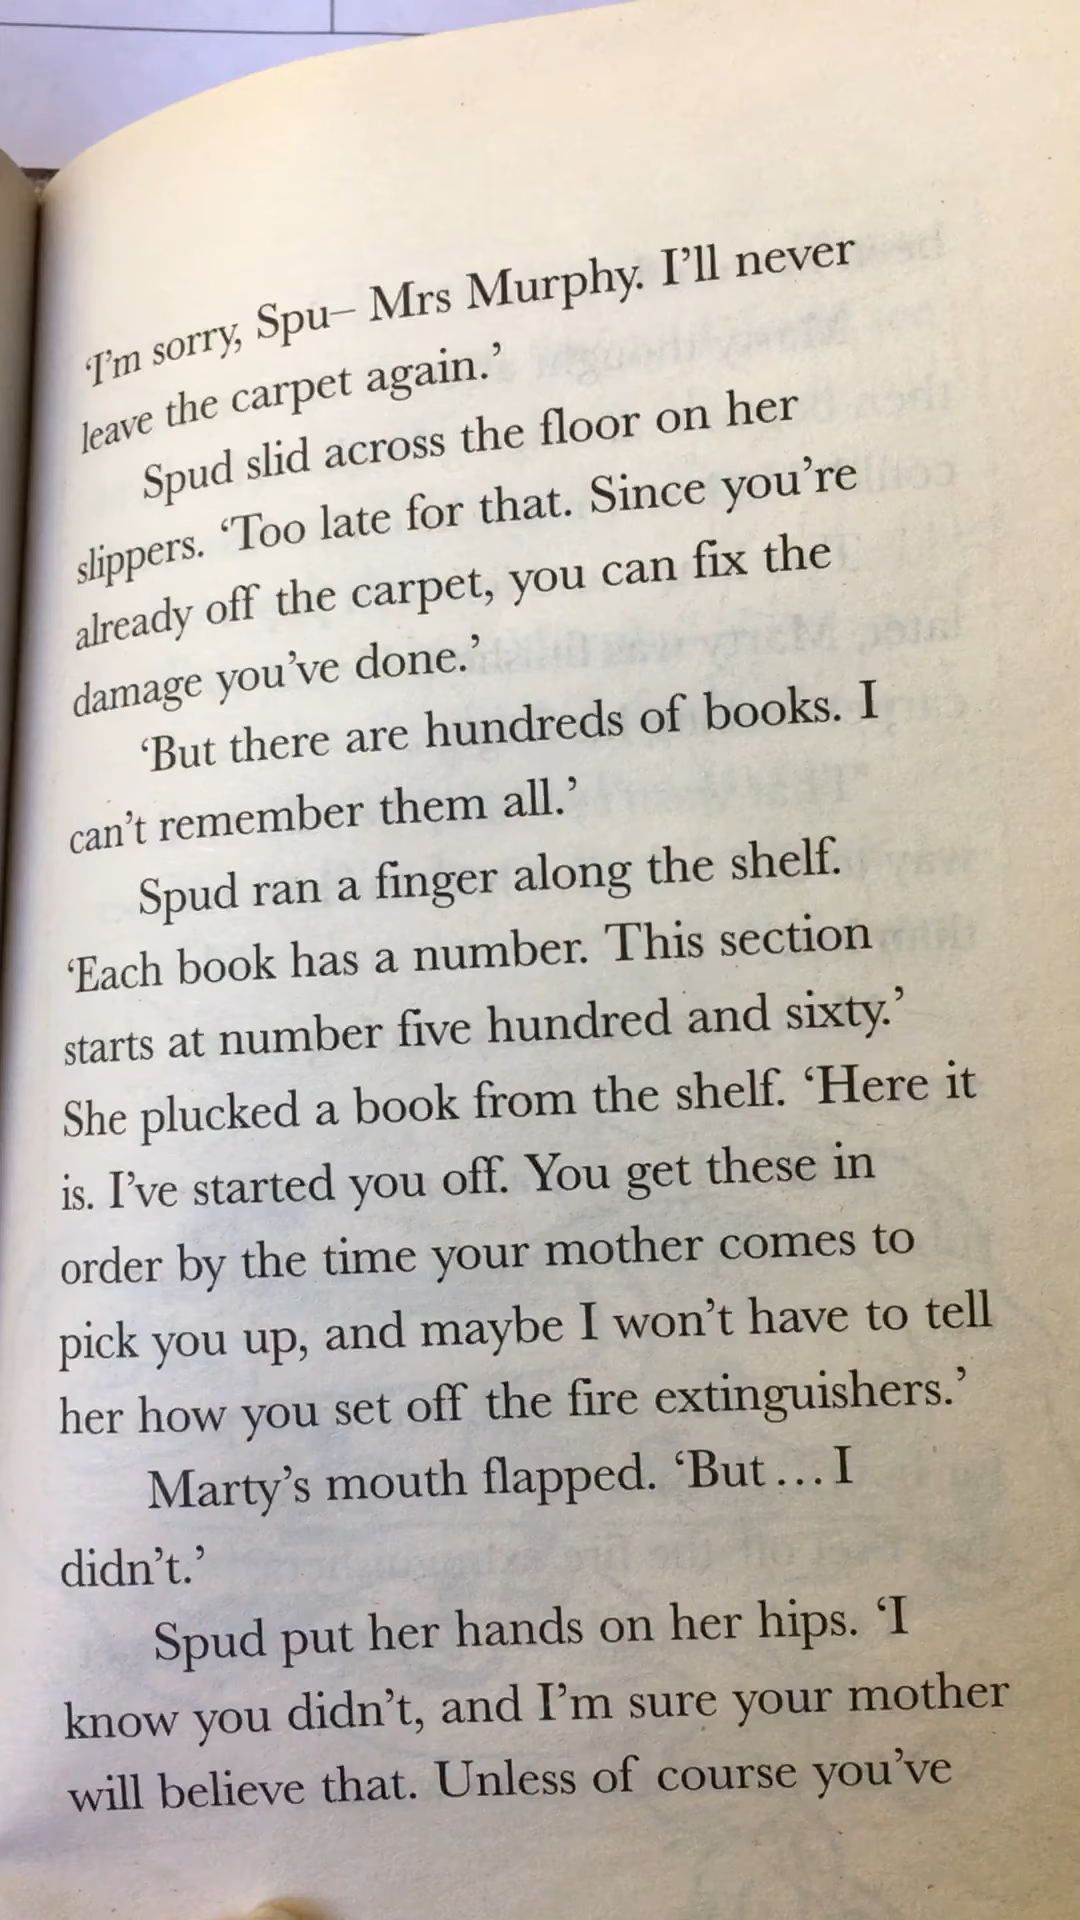 ‘I’m sorry, Spu– Mrs Murphy. I’ll never
leave the carpet again.’
Spud slid across the floor on her
slippers. ‘Too late for that. Since you’re
already off the carpet, you can fix the
damage you’ve done.’
‘But there are hundreds of books. I
can’t remember them all.’
Spud ran a finger along the shelf.
‘Each book has a number. This section
starts at number five hundred and sixty.’
She plucked a book from the shelf. ‘Here it
is. I’ve started you off. You get these in
order by the time your mother comes to
pick you up, and maybe I won’t have to tell
her how you set off the fire extinguishers.’
Marty’s mouth flapped. ‘But... I
didn’t.’
Spud put her hands on her hips. ‘I
know you didn’t, and I’m sure your mother
will believe that. Unless of course you’ve